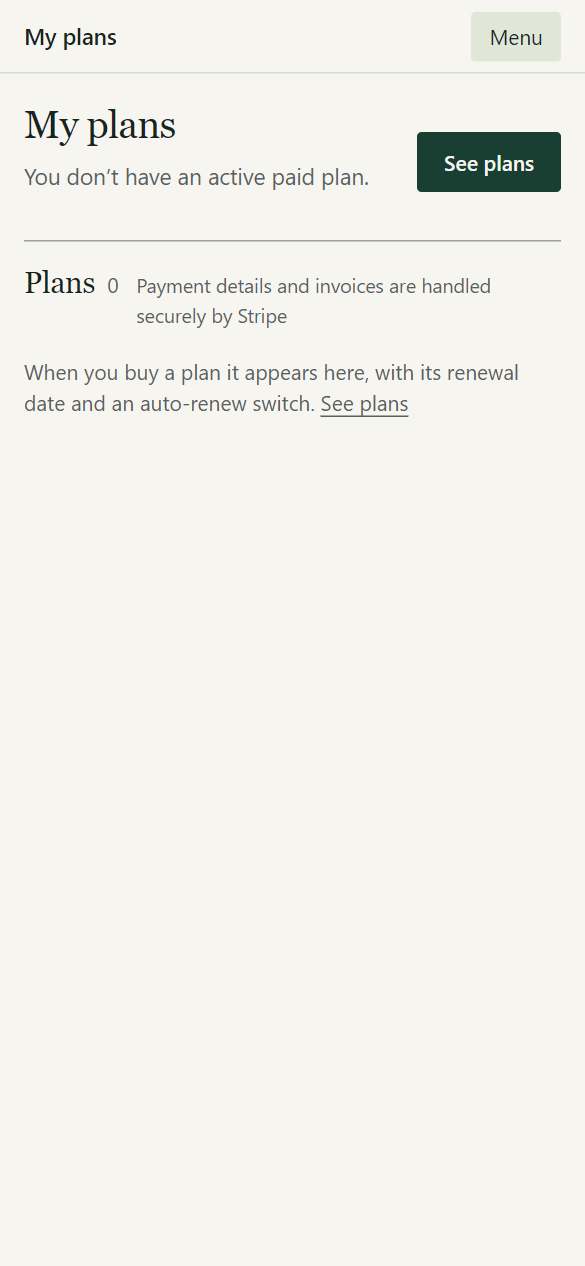 My plans
Menu
My plans
You don’t have an active paid plan.
See plans
Plans 0 Payment details and invoices are handled
securely by Stripe
When you buy a plan it appears here, with its renewal
date and an auto-renew switch. See plans